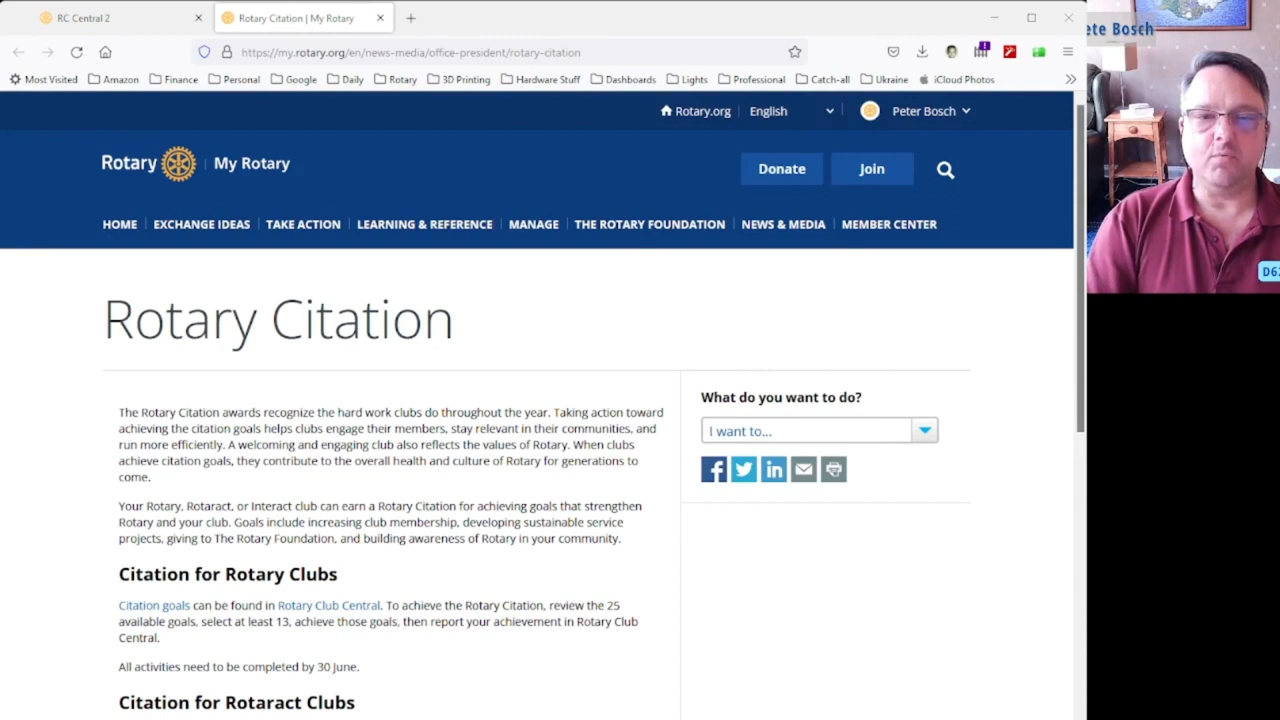 RC Central 2
Rotary Citation | My Rotary
https://my.rotary.org/en/news-media/office-president/rotary-citation
Most Visited Amazon Finance Personal Google Daily Rotary 3D Printing Hardware Stuff Dashboards Lights Professional Catch-all Ukraine iCloud Photos
ete Bosch
Rotary.org English Peter Bosch
Rotary | My Rotary
Donate Join
HOME EXCHANGE IDEAS TAKE ACTION LEARNING & REFERENCE MANAGE THE ROTARY FOUNDATION NEWS & MEDIA MEMBER CENTER
D62
Rotary Citation
The Rotary Citation awards recognize the hard work clubs do throughout the year. Taking action toward
achieving the citation goals helps clubs engage their members, stay relevant in their communities, and
run more efficiently. A welcoming and engaging club also reflects the values of Rotary. When clubs
achieve citation goals, they contribute to the overall health and culture of Rotary for generations to
come.
Your Rotary, Rotaract, or Interact club can earn a Rotary Citation for achieving goals that strengthen
Rotary and your club. Goals include increasing club membership, developing sustainable service
projects, giving to The Rotary Foundation, and building awareness of Rotary in your community.
Citation for Rotary Clubs
Citation goals can be found in Rotary Club Central. To achieve the Rotary Citation, review the 25
available goals, select at least 13, achieve those goals, then report your achievement in Rotary Club
Central.
All activities need to be completed by 30 June.
Citation for Rotaract Clubs
What do you want to do?
I want to...